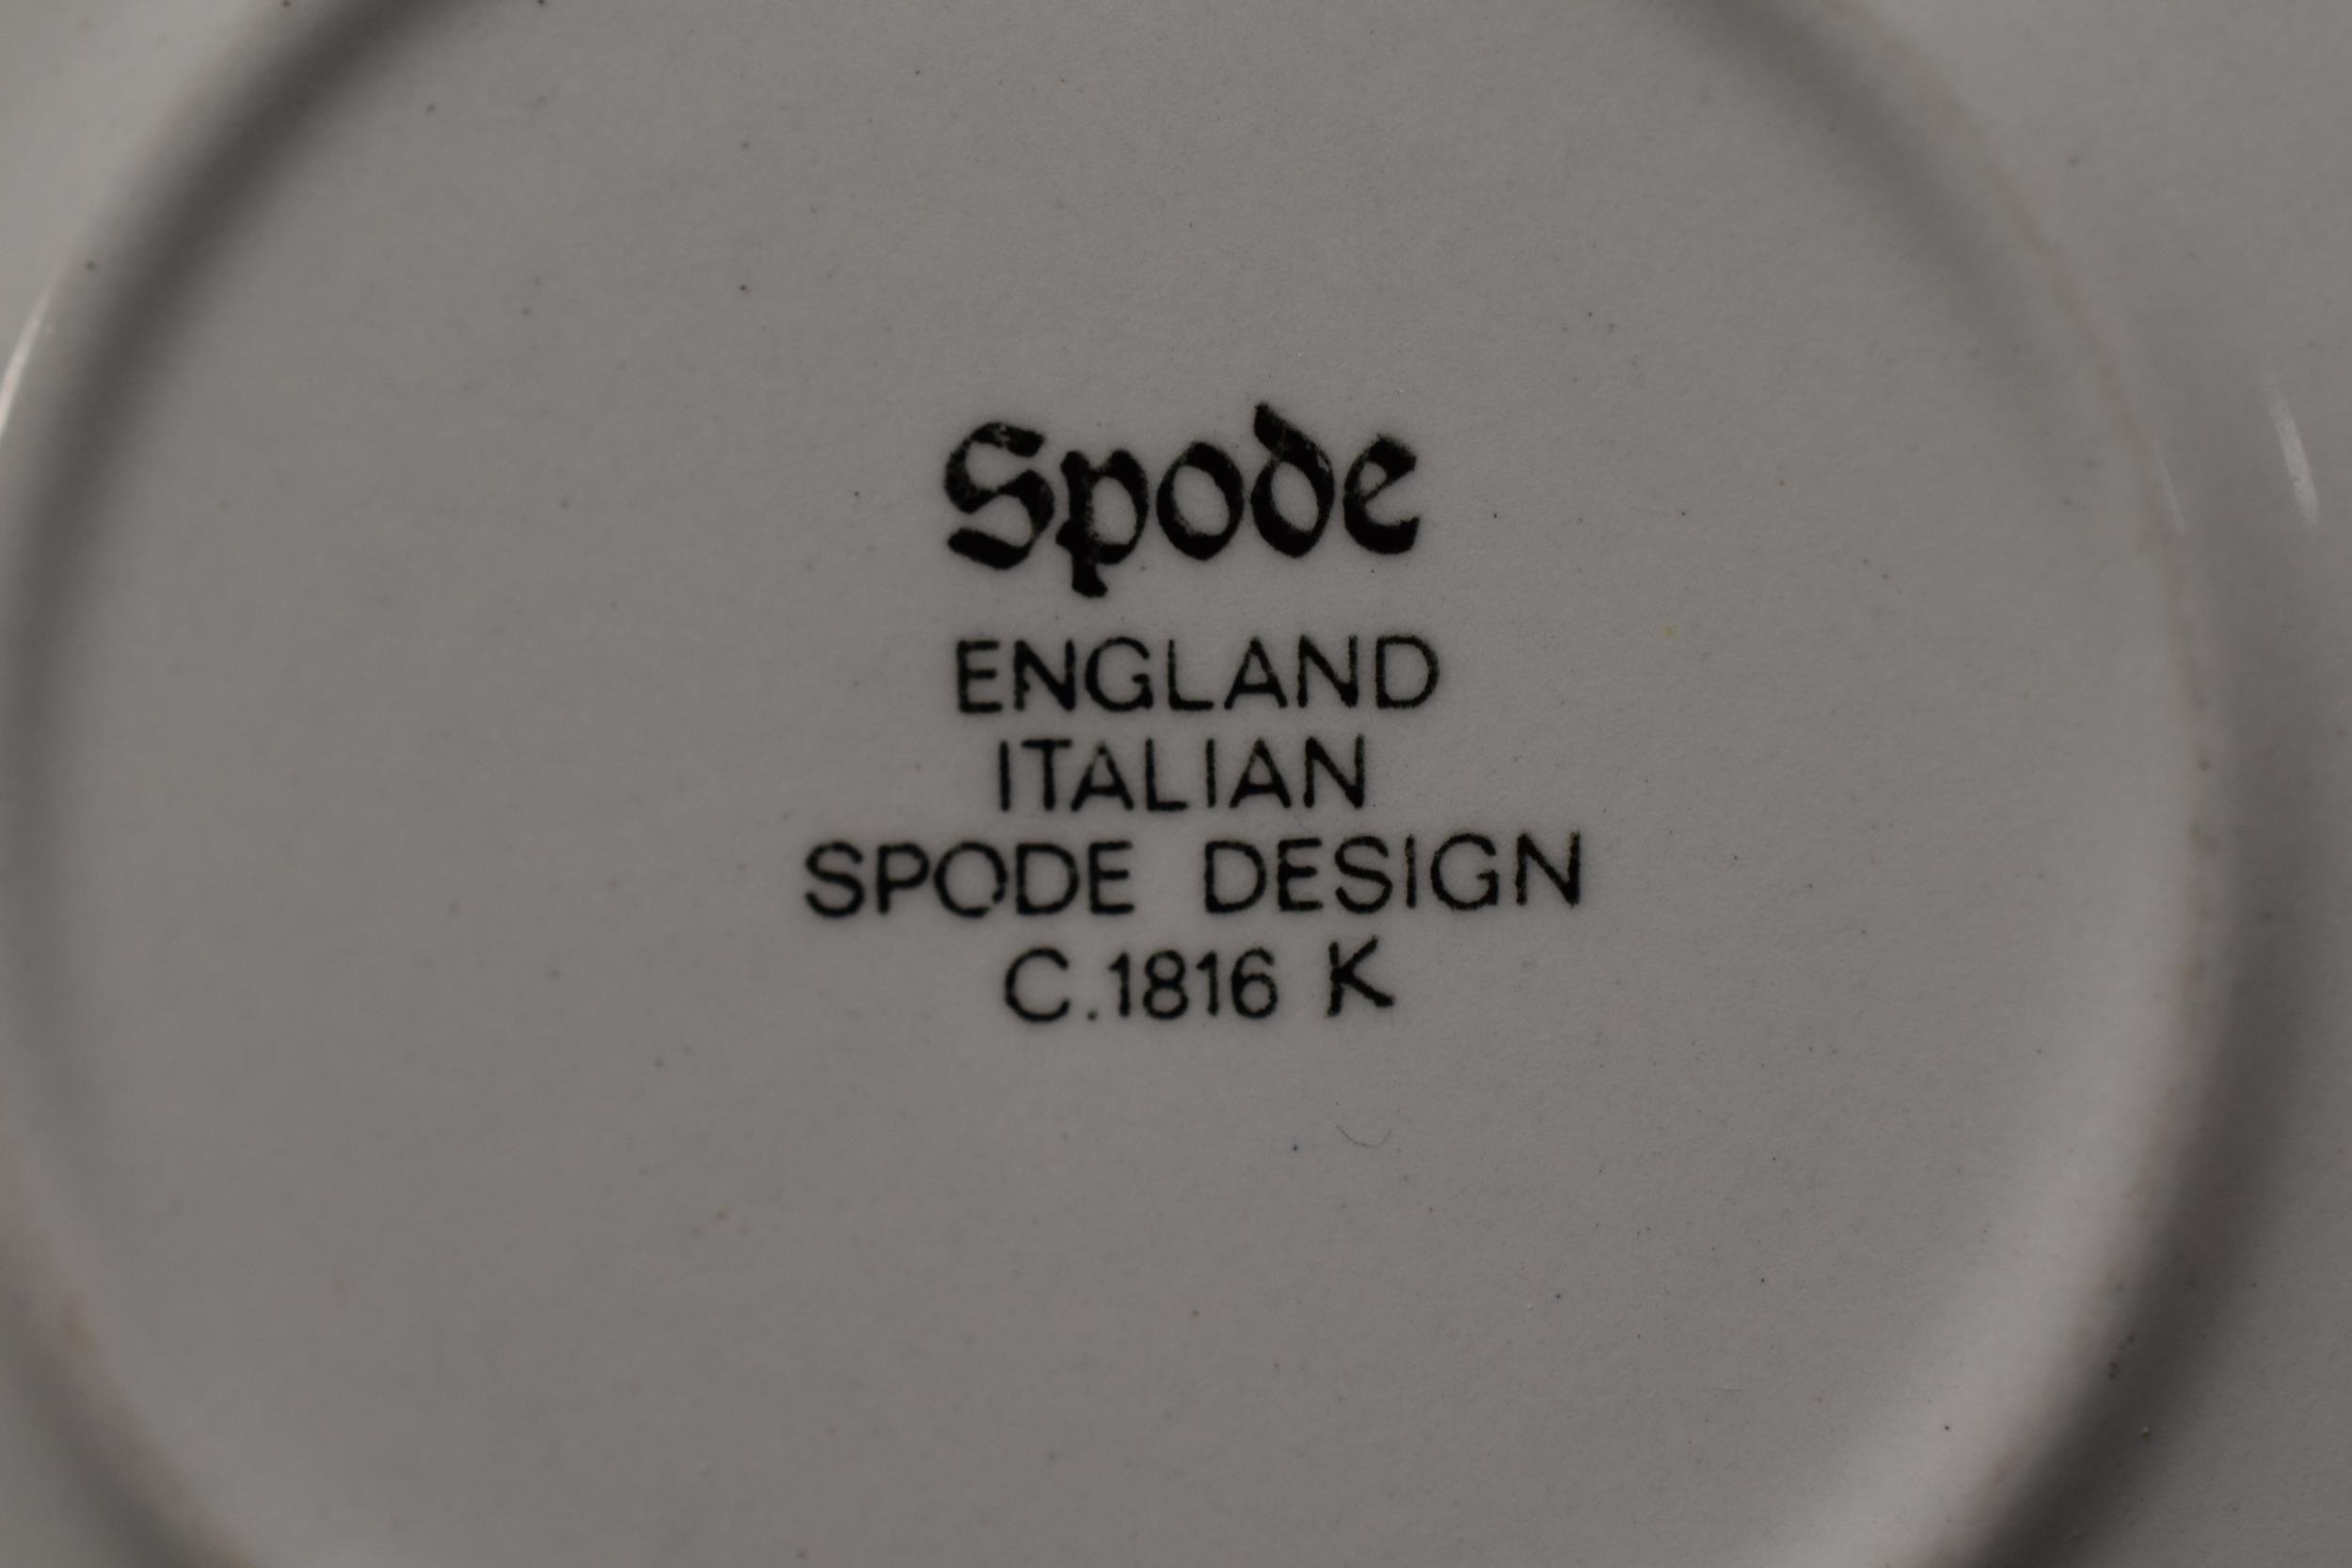 Spode
ENGLAND
ITALIAN
SPODE DESIGN
C.1816 K